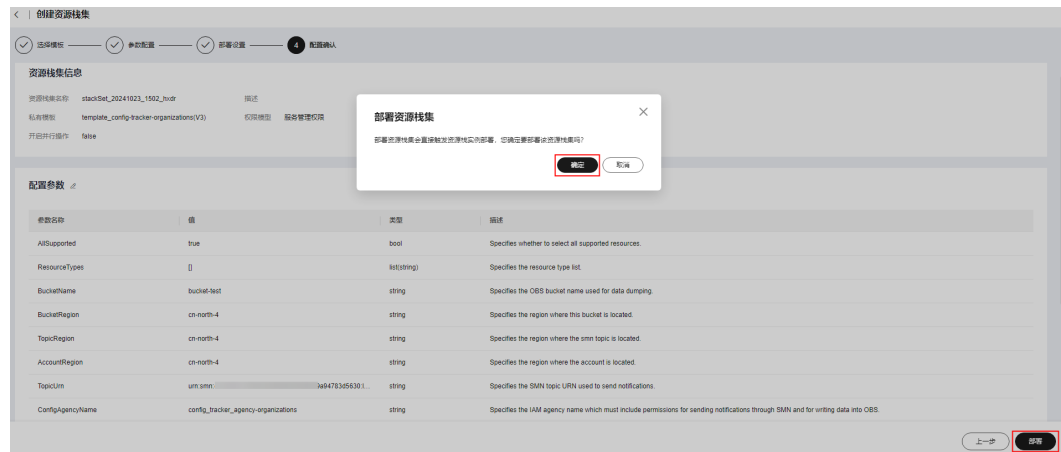 创建资源栈集
选择模板 参数配置 部署设置 4 配置确认
资源栈集信息
资源栈集名称 stackSet_20241023_1502_hxdr 描述
私有模板 template_config-tracker-organizations(V3) 权限模型 服务管理权限
开启并行操作 false
部署资源栈集
部署资源栈集会直接触发资源栈实例部署，您确定要部署该资源栈集吗？
确定 取消
配置参数
参数名称 值 类型 描述
AllSupported true bool Specifies whether to select all supported resources.
ResourceTypes [] list(string) Specifies the resource type list.
BucketName bucket-test string Specifies the OBS bucket name used for data dumping.
BucketRegion cn-north-4 string Specifies the region where this bucket is located.
TopicRegion cn-north-4 string Specifies the region where the smn topic is located.
AccountRegion cn-north-4 string Specifies the region where the account is located.
TopicUrn urn:smn: 9a94783d5630:l... string Specifies the SMN topic URN used to send notifications.
ConfigAgencyName config_tracker_agency-organizations string Specifies the IAM agency name which must include permissions for sending notifications through SMN and for writing data into OBS.
上一步 部署